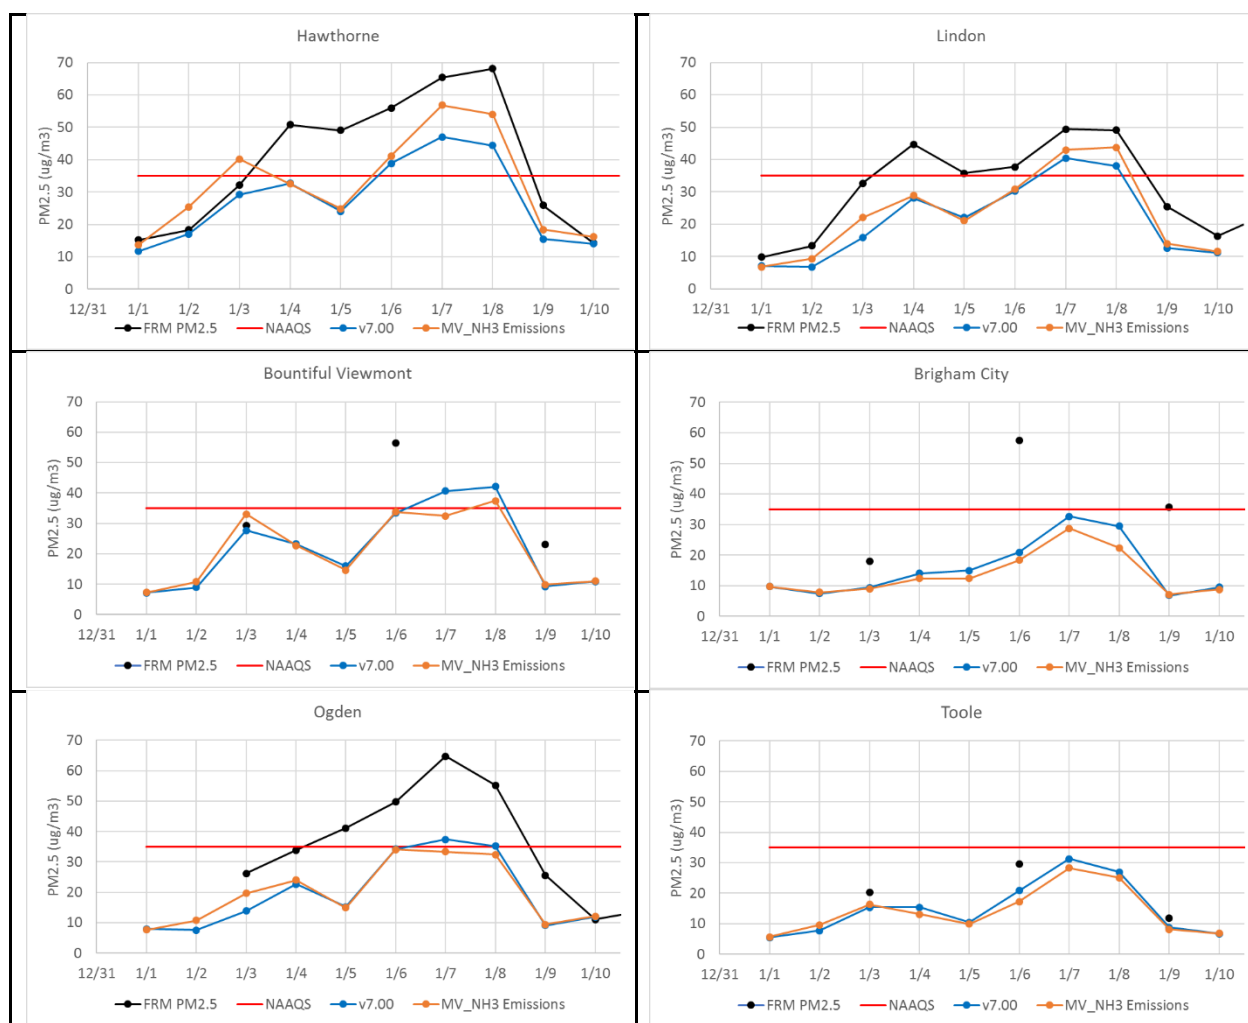 Hawthorne
PM2.5 (ug/m3)
70
60
50
40
30
20
10
0
12/31 1/1 1/2 1/3 1/4 1/5 1/6 1/7 1/8 1/9 1/10
FRM PM2.5 NAAQS v7.00 MV_NH3 Emissions
Lindon
PM2.5 (ug/m3)
70
60
50
40
30
20
10
0
12/31 1/1 1/2 1/3 1/4 1/5 1/6 1/7 1/8 1/9 1/10
FRM PM2.5 NAAQS v7.00 MV_NH3 Emissions
Bountiful Viewmont
PM2.5 (ug/m3)
70
60
50
40
30
20
10
0
12/31 1/1 1/2 1/3 1/4 1/5 1/6 1/7 1/8 1/9 1/10
FRM PM2.5 NAAQS v7.00 MV_NH3 Emissions
Brigham City
PM2.5 (ug/m3)
70
60
50
40
30
20
10
0
12/31 1/1 1/2 1/3 1/4 1/5 1/6 1/7 1/8 1/9 1/10
FRM PM2.5 NAAQS v7.00 MV_NH3 Emissions
Ogden
PM2.5 (ug/m3)
70
60
50
40
30
20
10
0
12/31 1/1 1/2 1/3 1/4 1/5 1/6 1/7 1/8 1/9 1/10
FRM PM2.5 NAAQS v7.00 MV_NH3 Emissions
Toole
PM2.5 (ug/m3)
70
60
50
40
30
20
10
0
12/31 1/1 1/2 1/3 1/4 1/5 1/6 1/7 1/8 1/9 1/10
FRM PM2.5 NAAQS v7.00 MV_NH3 Emissions